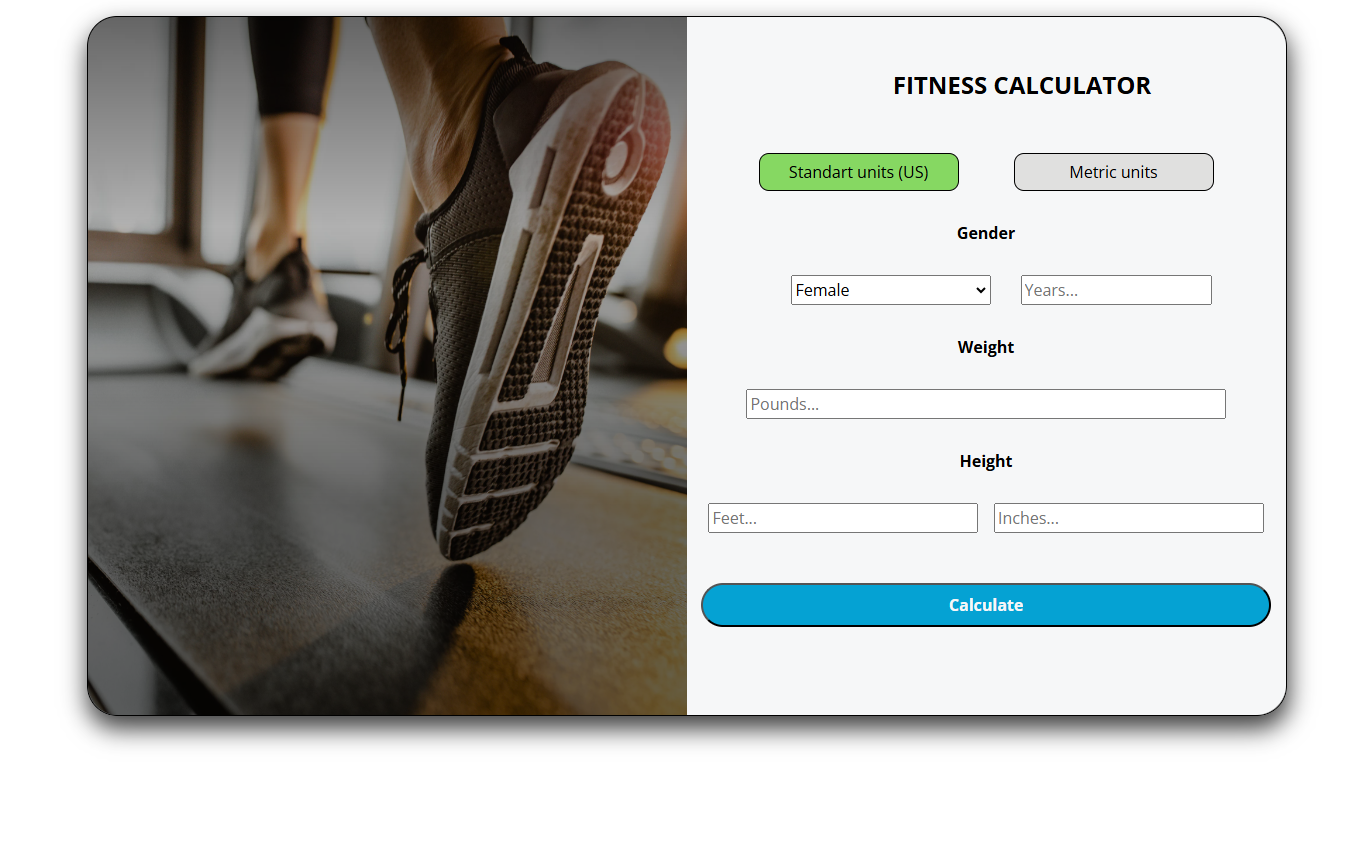 FITNESS CALCULATOR
Standart units (US) Metric units
Gender
Female Years...
Weight
Pounds...
Height
Feet... Inches...
Calculate